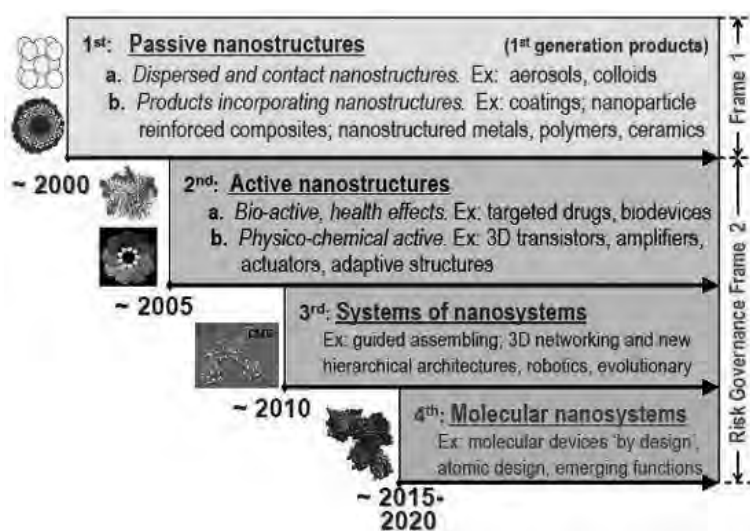 1st: Passive nanostructures (1st generation products)
a. Dispersed and contact nanostructures. Ex: aerosols, colloids
b. Products incorporating nanostructures. Ex: coatings; nanoparticle
reinforced composites; nanostructured metals, polymers, ceramics
Frame 1
~ 2000
2nd: Active nanostructures
a. Bio-active, health effects. Ex: targeted drugs, biodevices
b. Physico-chemical active. Ex: 3D transistors, amplifiers,
actuators, adaptive structures
~ 2005
3rd: Systems of nanosystems
Ex: guided assembling; 3D networking and new
hierarchical architectures, robotics, evolutionary
~ 2010
4th: Molecular nanosystems
Ex: molecular devices ‘by design’,
atomic design, emerging functions
~ 2015-
2020
Risk Governance Frame 2